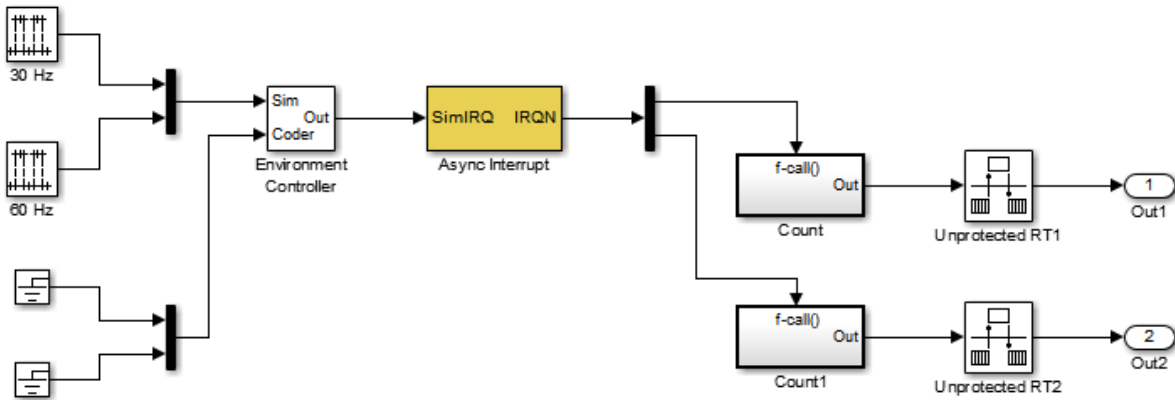 30 Hz
60 Hz
Sim
Out
Coder
Environment
Controller
SimIRQ IRQN
Async Interrupt
f-call()
Out
Count
Unprotected RT1
1
Out1
f-call()
Out
Count1
Unprotected RT2
2
Out2